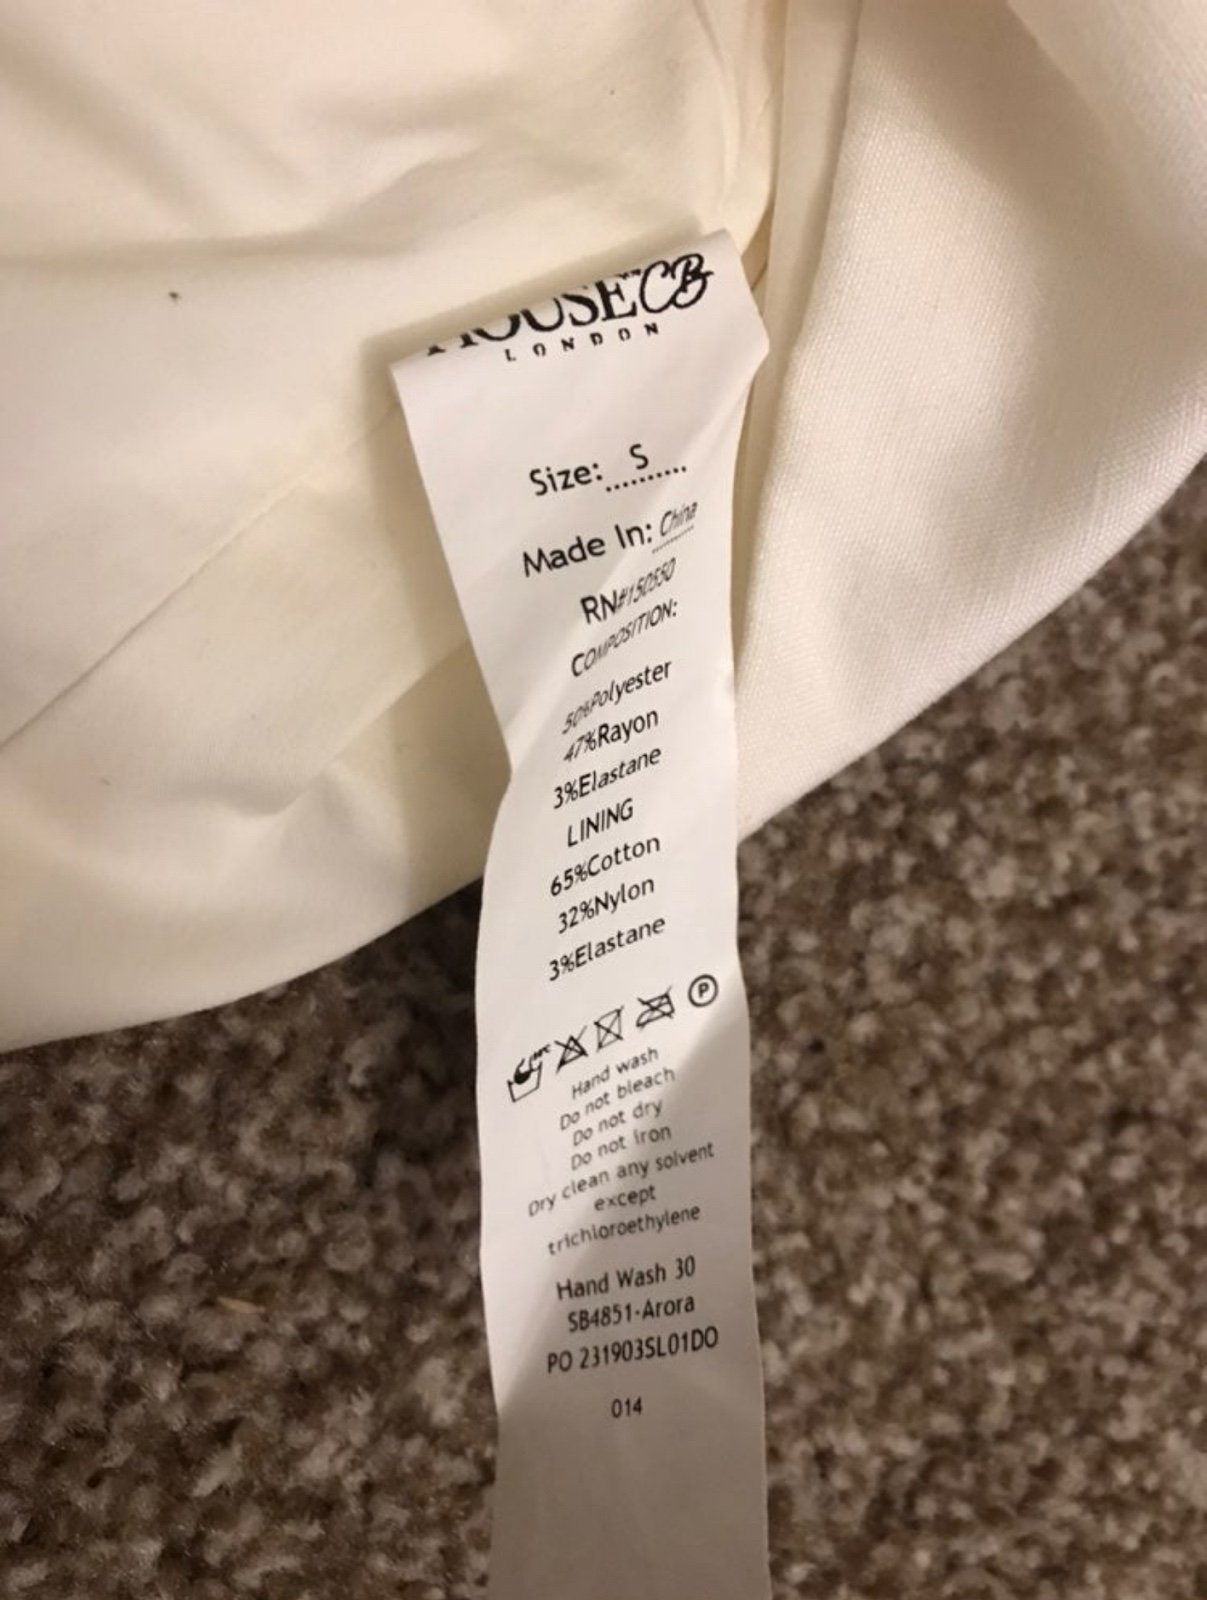 HOUSE CB
LONDON
Size: S
Made In: China
RN#150550
COMPOSITION:
50%Polyester
47%Rayon
3%Elastane
LINING
65%Cotton
32%Nylon
3%Elastane
P
Hand wash
Do not bleach
Do not dry
Do not Iron
Dry clean any solvent
except
trichloroethylene
Hand Wash 30
SB4851-Arora
PO 231903SL01DO
014